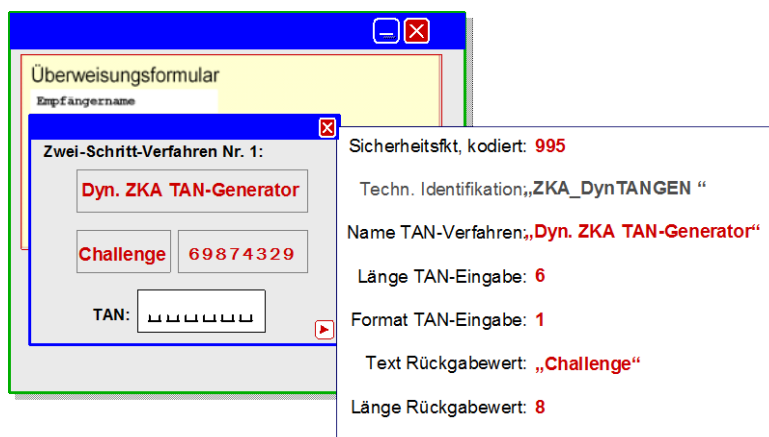 Überweisungsformular
Empfängername
Zwei-Schritt-Verfahren Nr. 1:
Dyn. ZKA TAN-Generator
Challenge 69874329
TAN:
Sicherheitsfkt, kodiert: 995
Techn. Identifikation:„ZKA_DynTANGEN “
Name TAN-Verfahren:„Dyn. ZKA TAN-Generator“
Länge TAN-Eingabe: 6
Format TAN-Eingabe: 1
Text Rückgabewert: „Challenge“
Länge Rückgabewert: 8